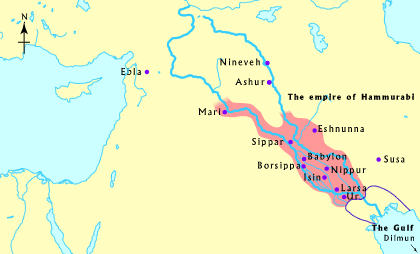 N
Nineveh
Ebla
Ashur
The empire of Hammurabi
Mari
Eshnunna
Sippar
Babylon
Susa
Borsippa
Nippur
Isin
Larsa
Ur
The Gulf
Dilmun